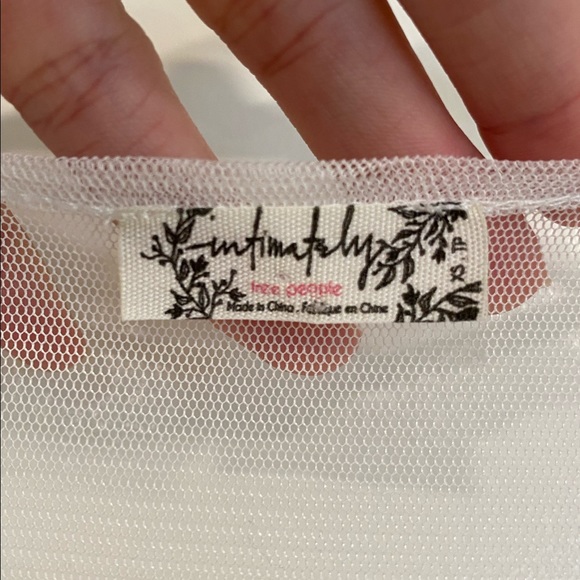 intimately
free people
Made in China . Fabriqué en Chine